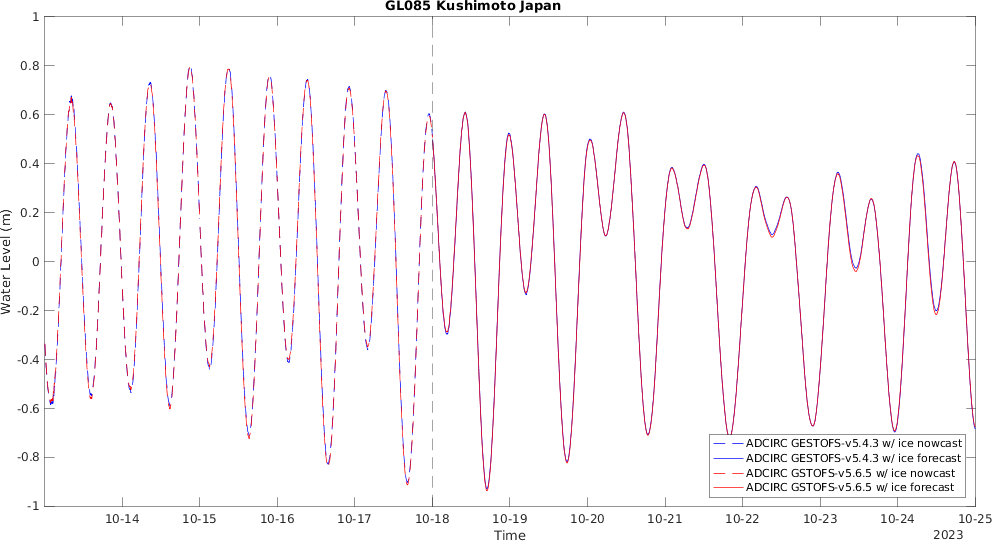 GL085 Kushimoto Japan
Water Level (m)
1
0.8
0.6
0.4
0.2
0
-0.2
-0.4
-0.6
-0.8
-1
ADCIRC GESTOFS-v5.4.3 w/ ice nowcast
ADCIRC GESTOFS-v5.4.3 w/ ice forecast
ADCIRC GSTOFS-v5.6.5 w/ ice nowcast
ADCIRC GSTOFS-v5.6.5 w/ ice forecast
10-14 10-15 10-16 10-17 10-18 10-19 10-20 10-21 10-22 10-23 10-24 10-25
Time
2023